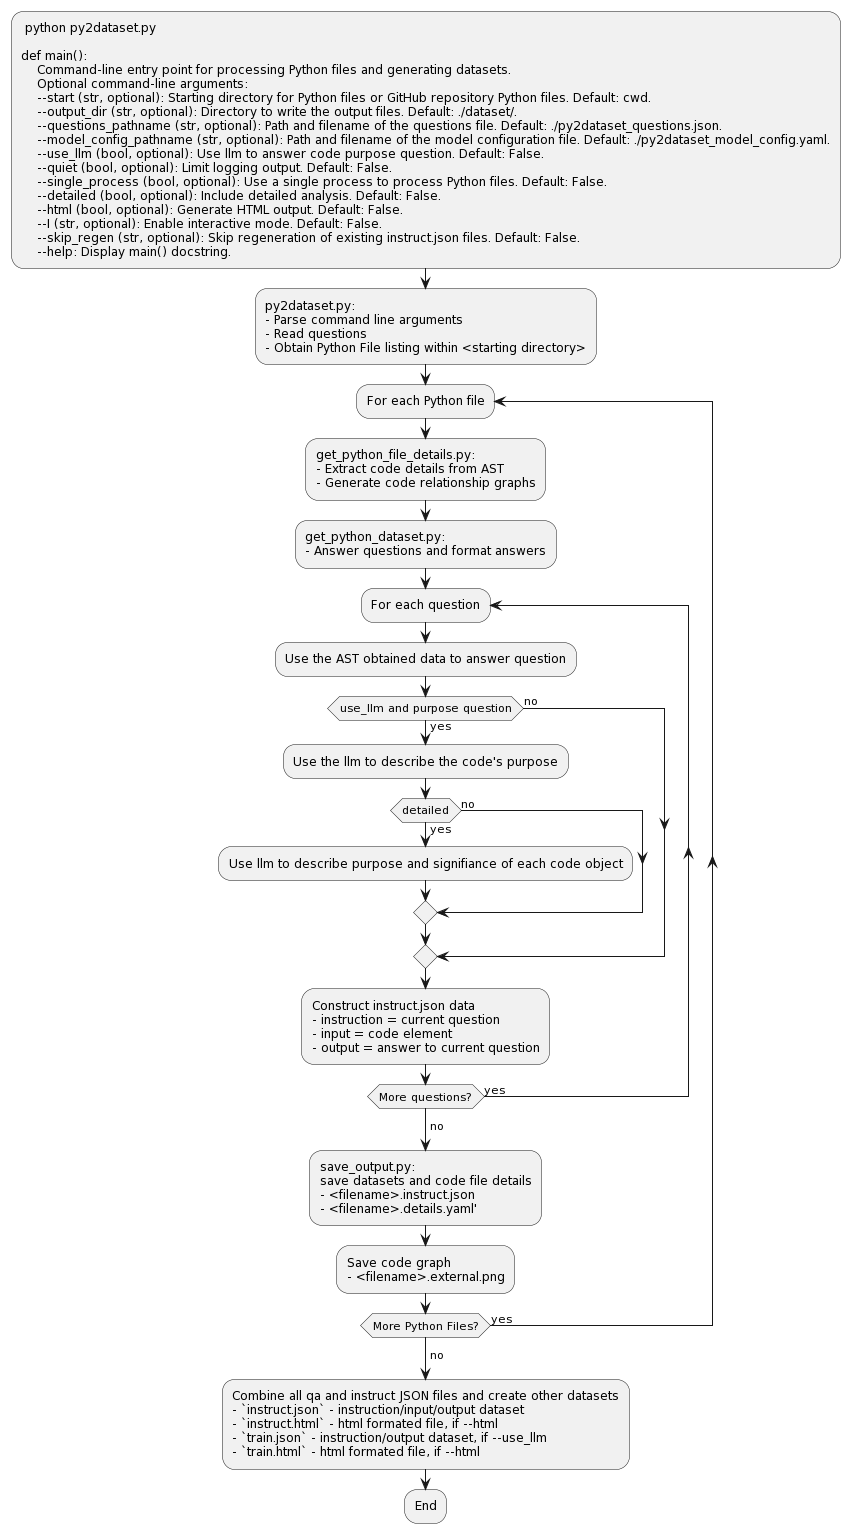 python py2dataset.py
def main():
Command-line entry point for processing Python files and generating datasets.
Optional command-line arguments:
--start (str, optional): Starting directory for Python files or GitHub repository Python files. Default: cwd.
--output_dir (str, optional): Directory to write the output files. Default: ./dataset/.
--questions_pathname (str, optional): Path and filename of the questions file. Default: ./py2dataset_questions.json.
--model_config_pathname (str, optional): Path and filename of the model configuration file. Default: ./py2dataset_model_config.yaml.
--use_llm (bool, optional): Use llm to answer code purpose question. Default: False.
--quiet (bool, optional): Limit logging output. Default: False.
--single_process (bool, optional): Use a single process to process Python files. Default: False.
--detailed (bool, optional): Include detailed analysis. Default: False.
--html (bool, optional): Generate HTML output. Default: False.
--I (str, optional): Enable interactive mode. Default: False.
--skip_regen (str, optional): Skip regeneration of existing instruct.json files. Default: False.
--help: Display main() docstring.
py2dataset.py:
- Parse command line arguments
- Read questions
- Obtain Python File listing within <starting directory>
For each Python file
get_python_file_details.py:
- Extract code details from AST
- Generate code relationship graphs
get_python_dataset.py:
- Answer questions and format answers
For each question
Use the AST obtained data to answer question
use_llm and purpose question
no
yes
Use the llm to describe the code's purpose
detailed
no
yes
Use llm to describe purpose and signifiance of each code object
Construct instruct.json data
- instruction = current question
- input = code element
- output = answer to current question
More questions?
yes
no
save_output.py:
save datasets and code file details
- <filename>.instruct.json
- <filename>.details.yaml'
Save code graph
- <filename>.external.png
More Python Files?
yes
no
Combine all qa and instruct JSON files and create other datasets
- `instruct.json` - instruction/input/output dataset
- `instruct.html` - html formated file, if --html
- `train.json` - instruction/output dataset, if --use_llm
- `train.html` - html formated file, if --html
End